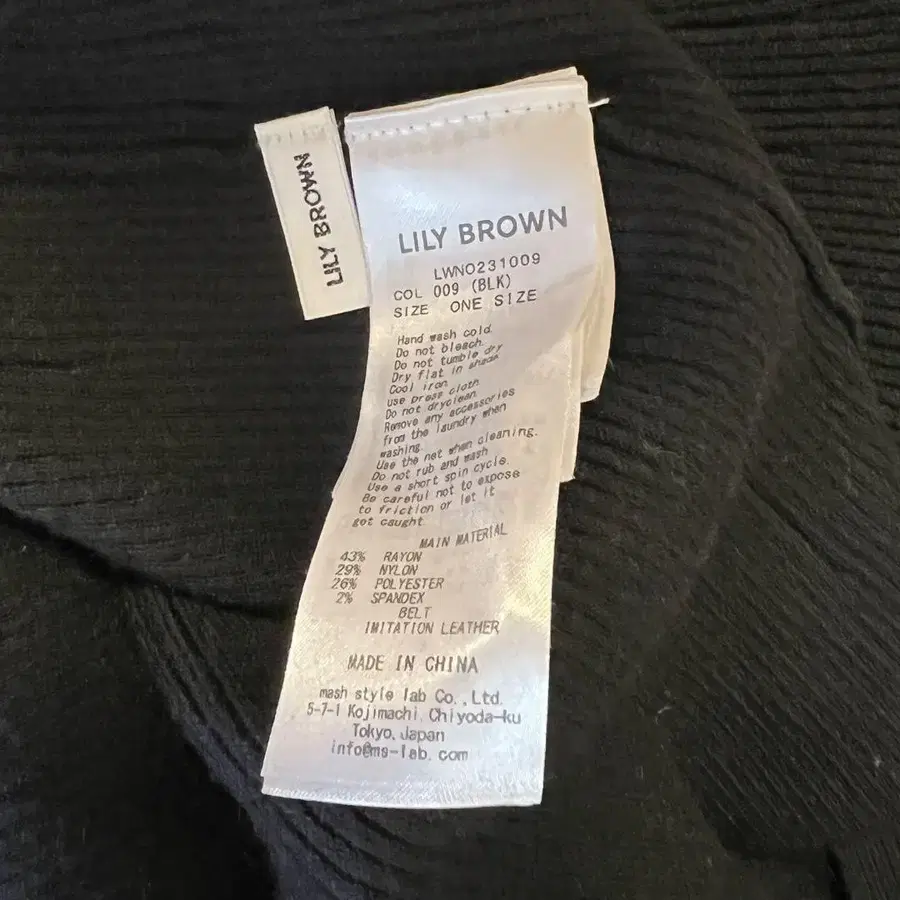 LILY BROWN
LILY BROWN
LWNO231009
COL 009 (BLK)
SIZE ONE SIZE
Hand wash cold.
Do not bleach.
Do not tumble dry
Dry flat in shade
Cool iron
use press cloth
Do not dryclean
Remove any accessories
from the laundry when
washing.
Use the net when cleaning.
Do not rub and wash
Use a short spin cycle.
Be careful not to expose
to friction or let it
get caught
MAIN MATERIAL
43% RAYON
29% NYLON
26% POLYESTER
2% SPANDEX
BELT
IMITATION LEATHER
MADE IN CHINA
mash style lab Co.,Ltd.
5-7-1 Kojimachi Chiyoda-ku
Tokyo, Japan
info@ms-lab.com